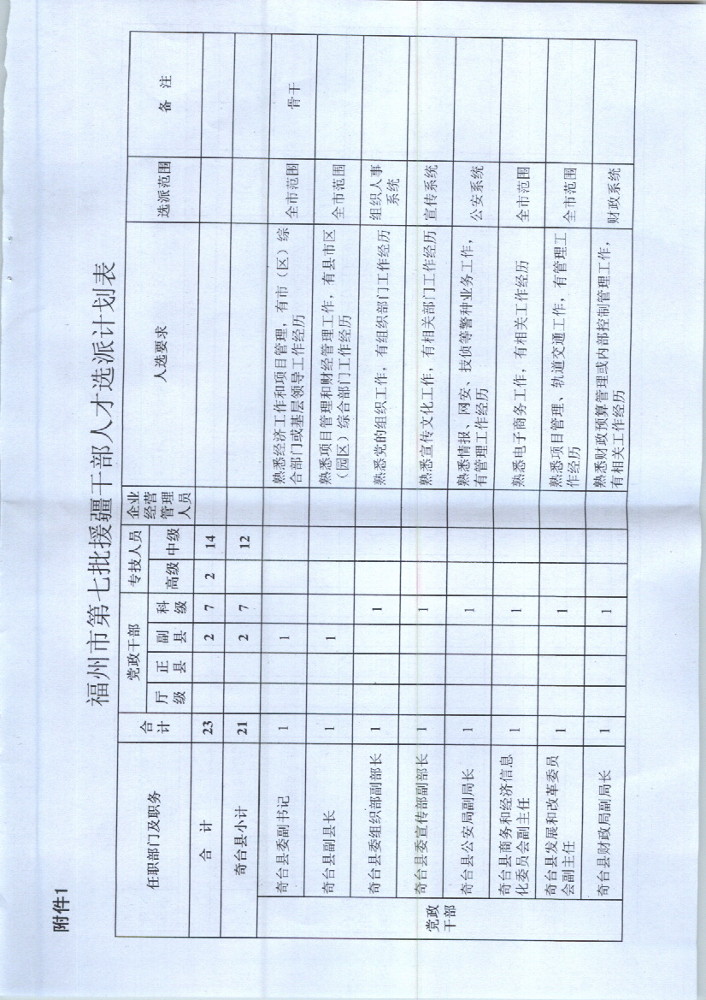 附件1
福州市第七批援疆干部人才选派计划表
任职部门及职务 合计 党政干部 专技人员 企业经营管理人员 人选要求 选派范围 备注
厅级 正县 副县 科级 高级 中级
合计 23 2 7 2 14
奇台县小计 21 2 7 12
党政干部
奇台县委副书记 1 1 熟悉经济工作和项目管理，有市（区）综 全市范围 骨干
合部门或基层领导工作经历
奇台县副县长 1 1 熟悉项目管理和财经管理工作，有县市区 全市范围
（园区）综合部门工作经历
奇台县委组织部副部长 1 1 熟悉党的组织工作，有组织部门工作经历 组织人事
系统
奇台县委宣传部副部长 1 1 熟悉宣传文化工作，有相关部门工作经历 宣传系统
奇台县公安局副局长 1 1 熟悉情报、网安、技侦等警种业务工作， 公安系统
有管理工作经历
奇台县商务和经济信息 1 1 熟悉电子商务工作，有相关工作经历 全市范围
化委员会副主任
奇台县发展和改革委员 1 1 熟悉项目管理、轨道交通工作，有管理工 全市范围
会副主任 作经历
奇台县财政局副局长 1 1 熟悉财政预算管理或内部控制管理工作， 财政系统
有相关工作经历